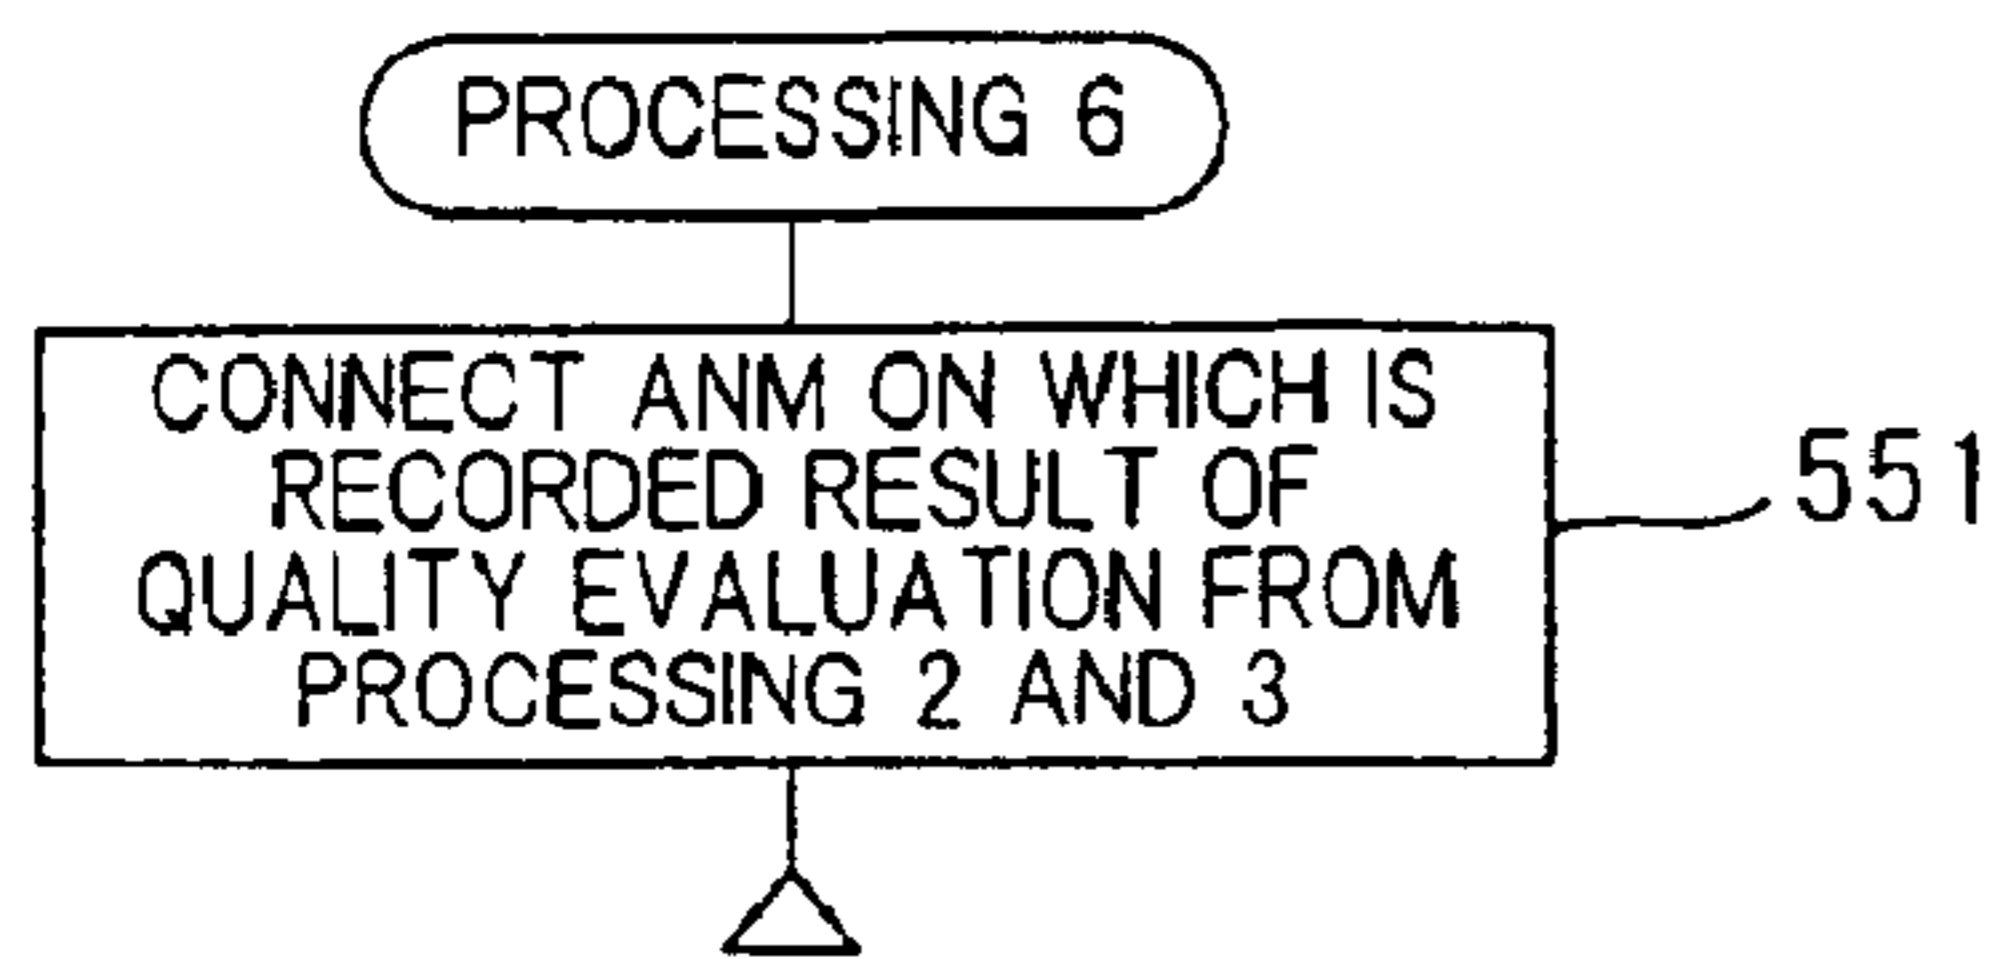 PROCESSING 6
CONNECT ANM ON WHICH IS
RECORDED RESULT OF
QUALITY EVALUATION FROM
PROCESSING 2 AND 3
551